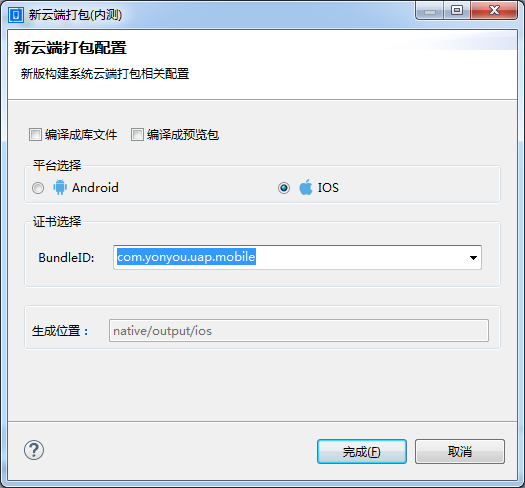 新云端打包(内测)
新云端打包配置
新版构建系统云端打包相关配置
编译成库文件 编译成预览包
平台选择
Android IOS
证书选择
BundleID: com.yonyou.uap.mobile
生成位置： native/output/ios
完成(F) 取消